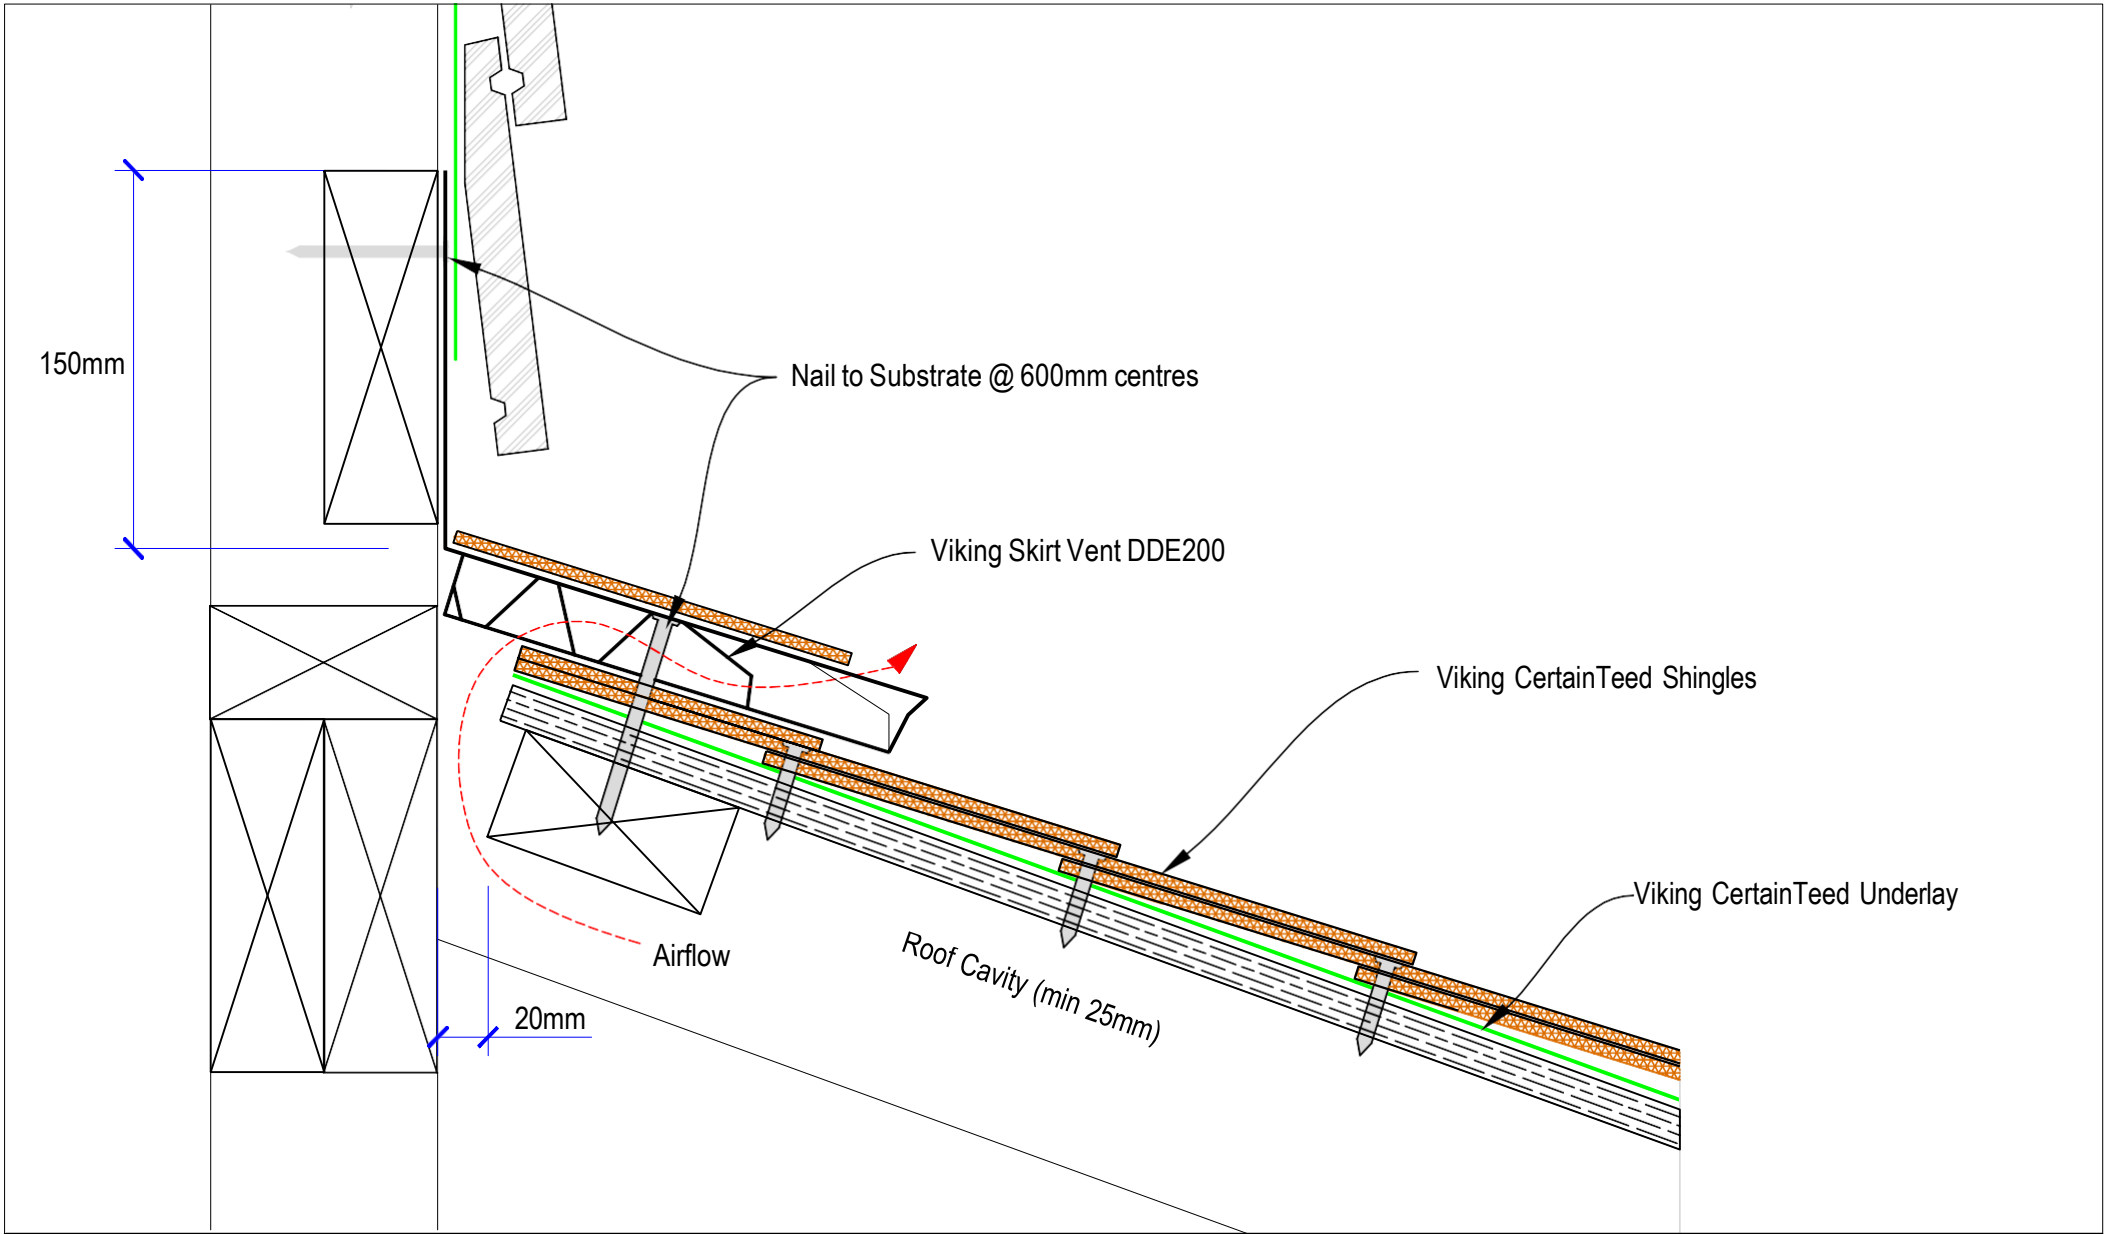 150mm
Nail to Substrate @ 600mm centres
Viking Skirt Vent DDE200
Viking CertainTeed Shingles
Viking CertainTeed Underlay
Airflow
Roof Cavity (min 25mm)
20mm